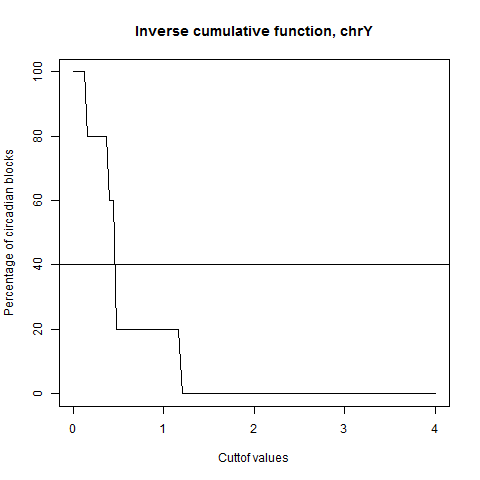 Inverse cumulative function, chrY
Percentage of circadian blocks
100
80
60
40
20
0
0 1 2 3 4
Cuttof values